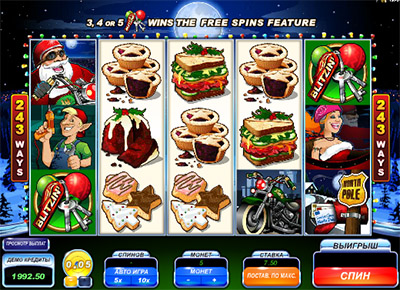 3, 4 OR 5 WINS THE FREE SPINS FEATURE
BLITZIN'
243 WAYS
243 WAYS
BLITZIN'
NORTH POLE
ПРОСМОТР ВЫПЛАТ
ДЕМО КРЕДИТЫ
1992.50
0,05
СПИНОВ
АВТО ИГРА
5x 10x
МОНЕТ
5
МОНЕТ
- +
СТАВКА
7.50
ПОСТАВ. ПО МАКС.
ВЫИГРЫШ
СПИН